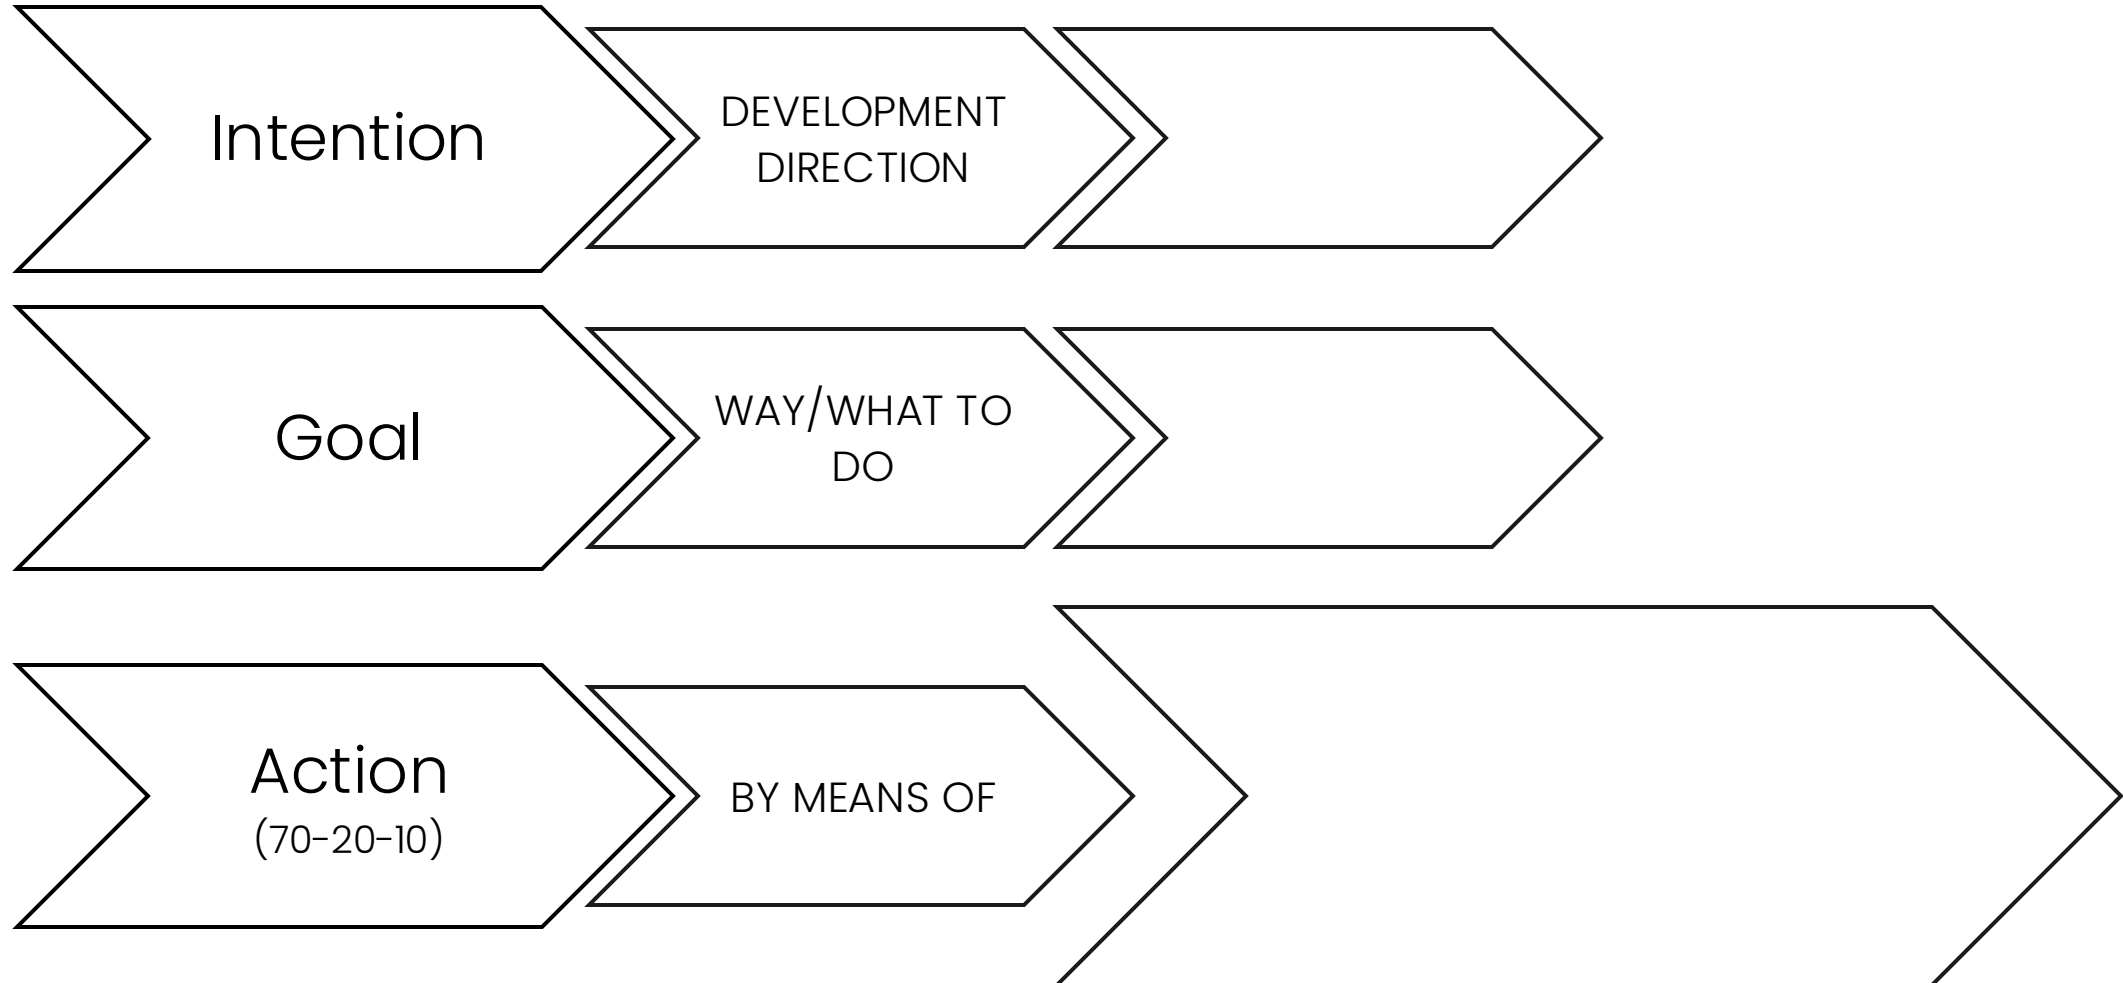 Intention
DEVELOPMENT
DIRECTION
Goal
WAY/WHAT TO
DO
Action
(70-20-10)
BY MEANS OF